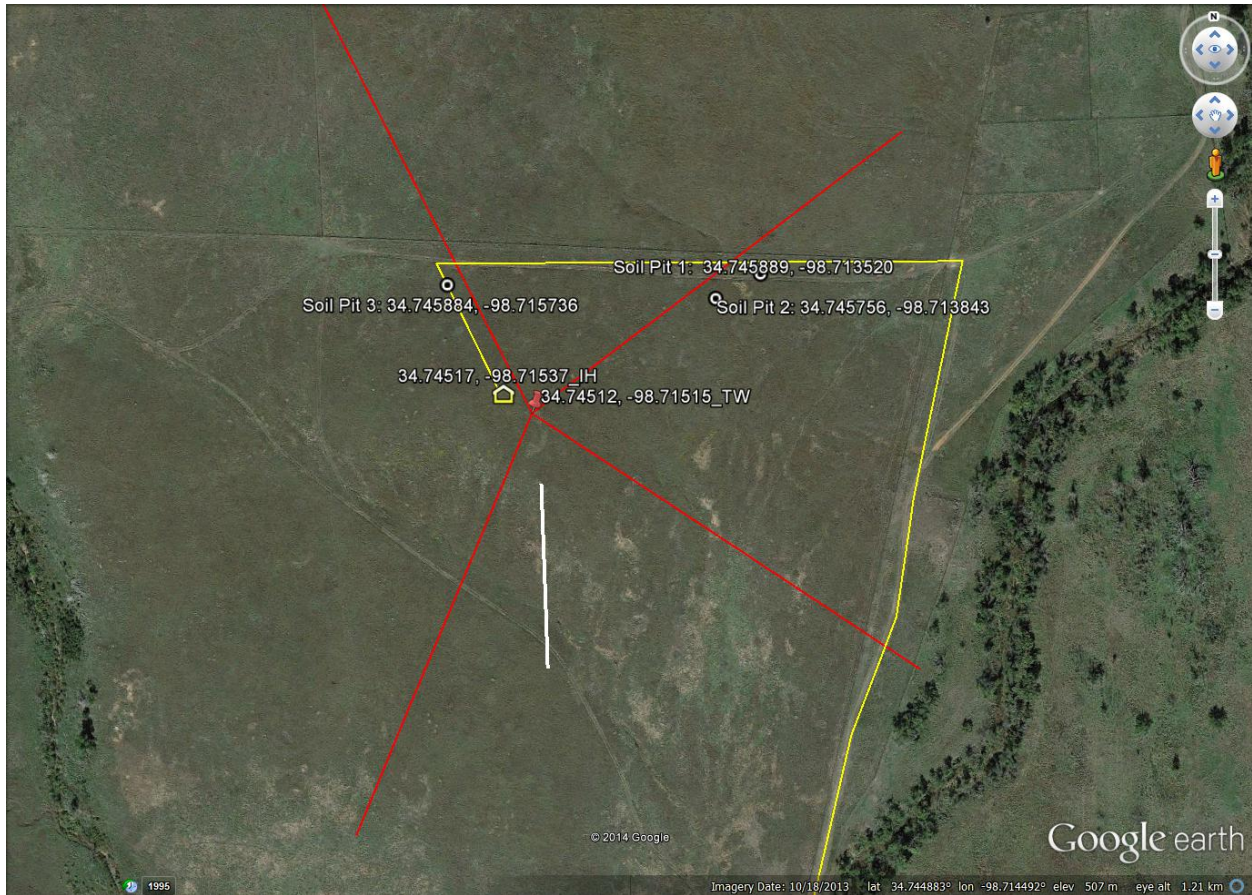 N
Soil Pit 1: 34.745889, -98.713520
Soil Pit 3: 34.745884, -98.715736
Soil Pit 2: 34.745756, -98.713843
34.74517, -98.71537_IH
34.74512, -98.71515_TW
© 2014 Google
Google earth
1995
Imagery Date: 10/18/2013 lat 34.744883° lon -98.714492° elev 507 m eye alt 1.21 km